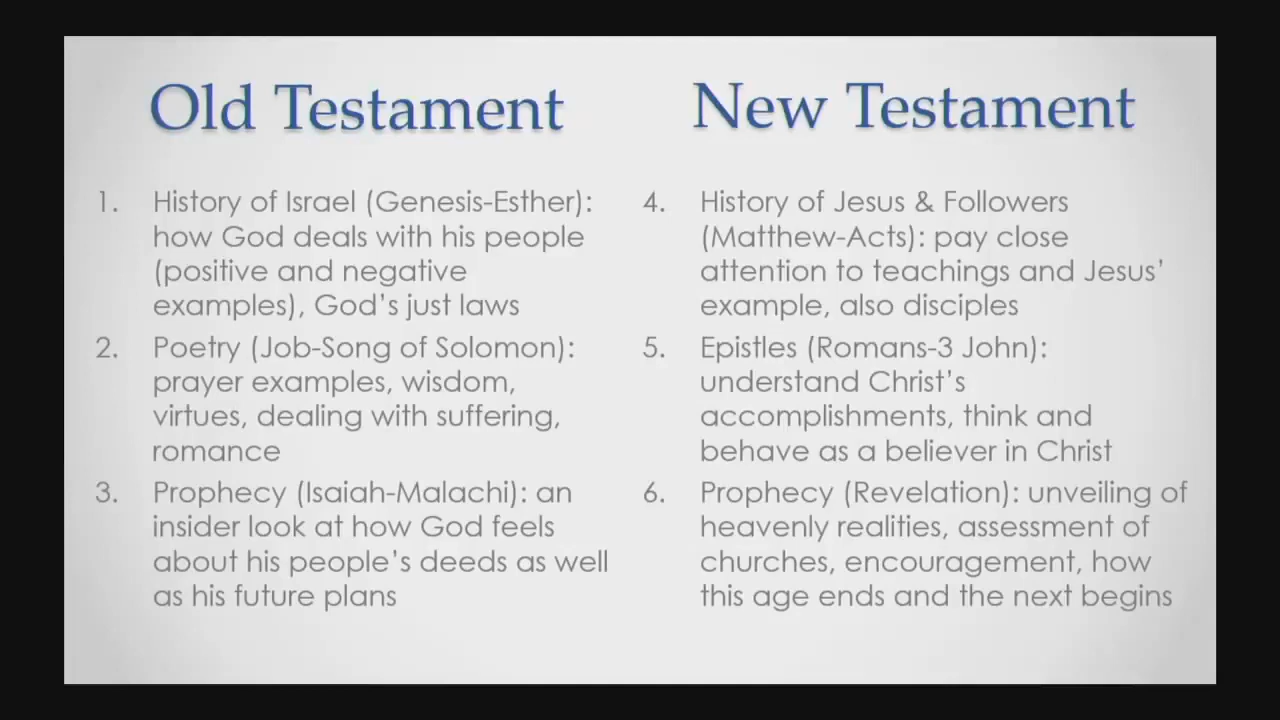 Old Testament
1. History of Israel (Genesis-Esther):
how God deals with his people
(positive and negative
examples), God's just laws
2. Poetry (Job-Song of Solomon):
prayer examples, wisdom,
virtues, dealing with suffering,
romance
3. Prophecy (Isaiah-Malachi): an
insider look at how God feels
about his people's deeds as well
as his future plans
New Testament
4. History of Jesus & Followers
(Matthew-Acts): pay close
attention to teachings and Jesus'
example, also disciples
5. Epistles (Romans-3 John):
understand Christ's
accomplishments, think and
behave as a believer in Christ
6. Prophecy (Revelation): unveiling of
heavenly realities, assessment of
churches, encouragement, how
this age ends and the next begins